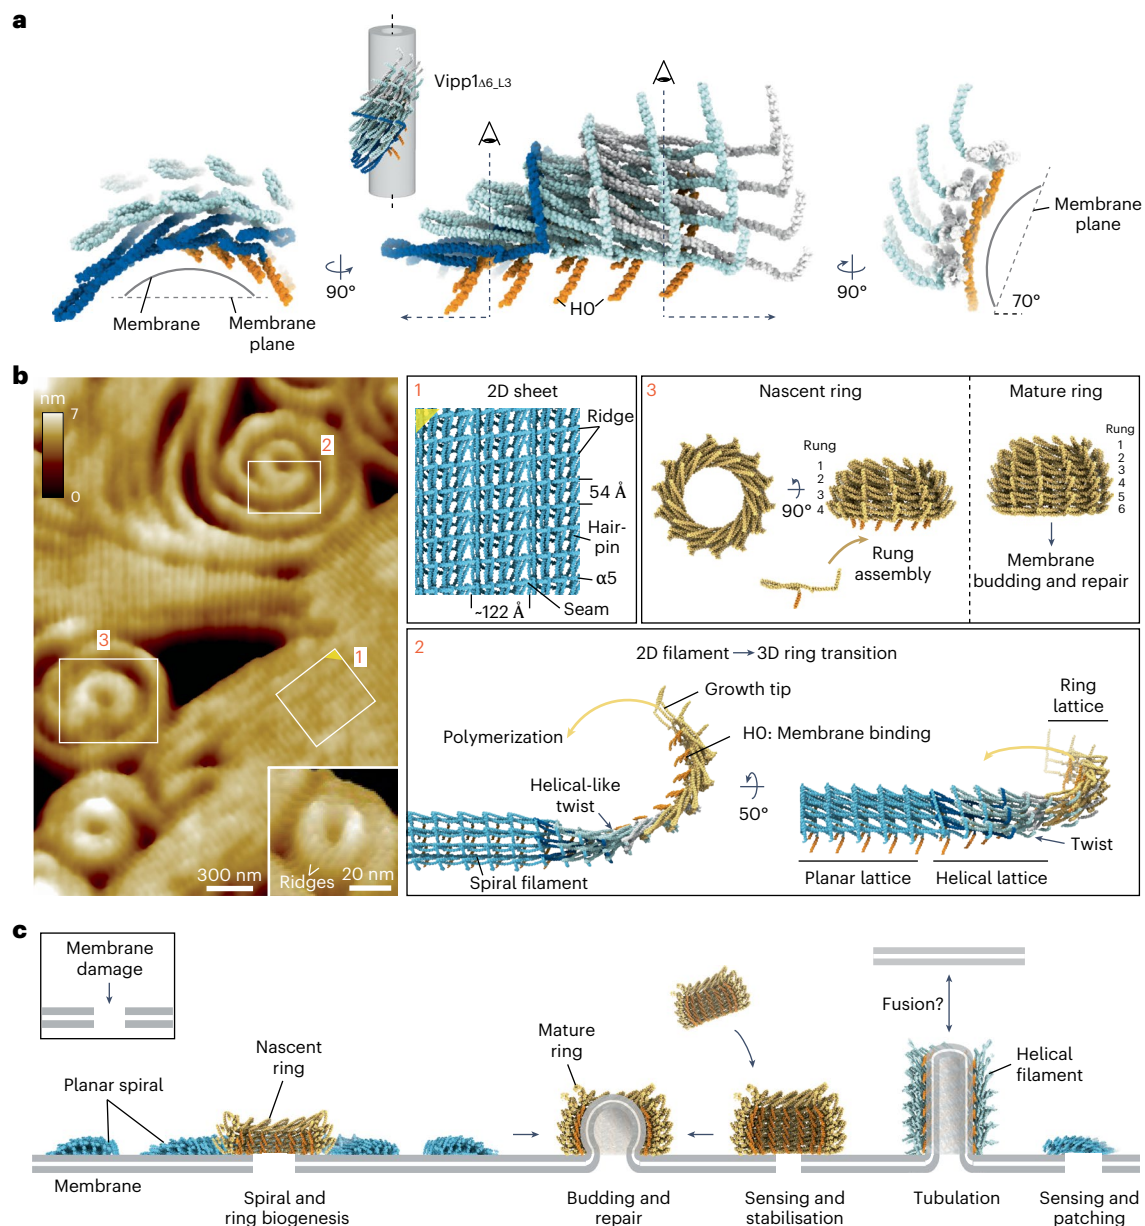 a
Vipp1Δ6_L3
Membrane
plane
90°
90°
70°
H0
Membrane
Membrane
plane
b
nm
7
0
2
3
1
Ridges
300 nm
20 nm
1
2D sheet
Ridge
54 Å
Hair-
pin
α5
~122 Å
Seam
3
Nascent ring
Mature ring
Rung
1
2
3
4
90°
Rung
assembly
Rung
1
2
3
4
5
6
Membrane
budding and repair
2
2D filament → 3D ring transition
Growth tip
Polymerization
H0: Membrane binding
Helical-like
twist
Spiral filament
50°
Ring
lattice
Twist
Planar lattice
Helical lattice
c
Membrane
damage
Planar spiral
Nascent
ring
Mature
ring
Fusion?
Helical
filament
Membrane
Spiral and
ring biogenesis
Budding and
repair
Sensing and
stabilisation
Tubulation
Sensing and
patching